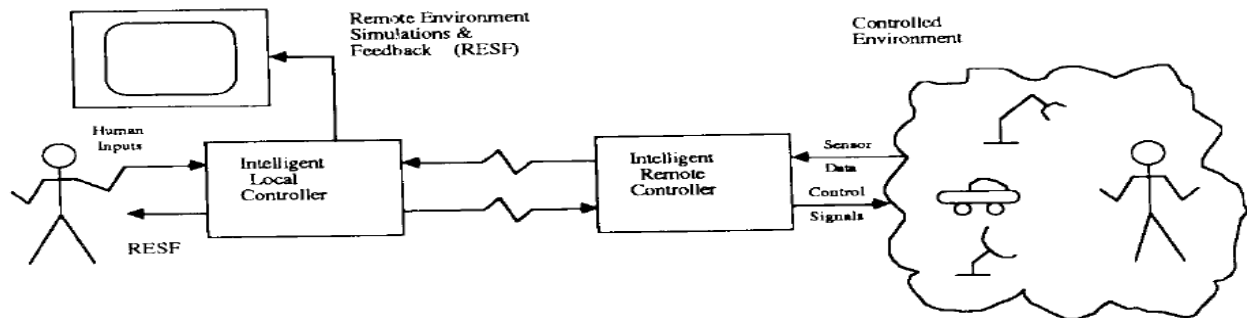 Remote Environment
Simulations &
Feedback (RESF)
Controlled
Environment
Human
Inputs
Intelligent
Local
Controller
RESF
Intelligent
Remote
Controller
Sensor
Data
Control
Signals